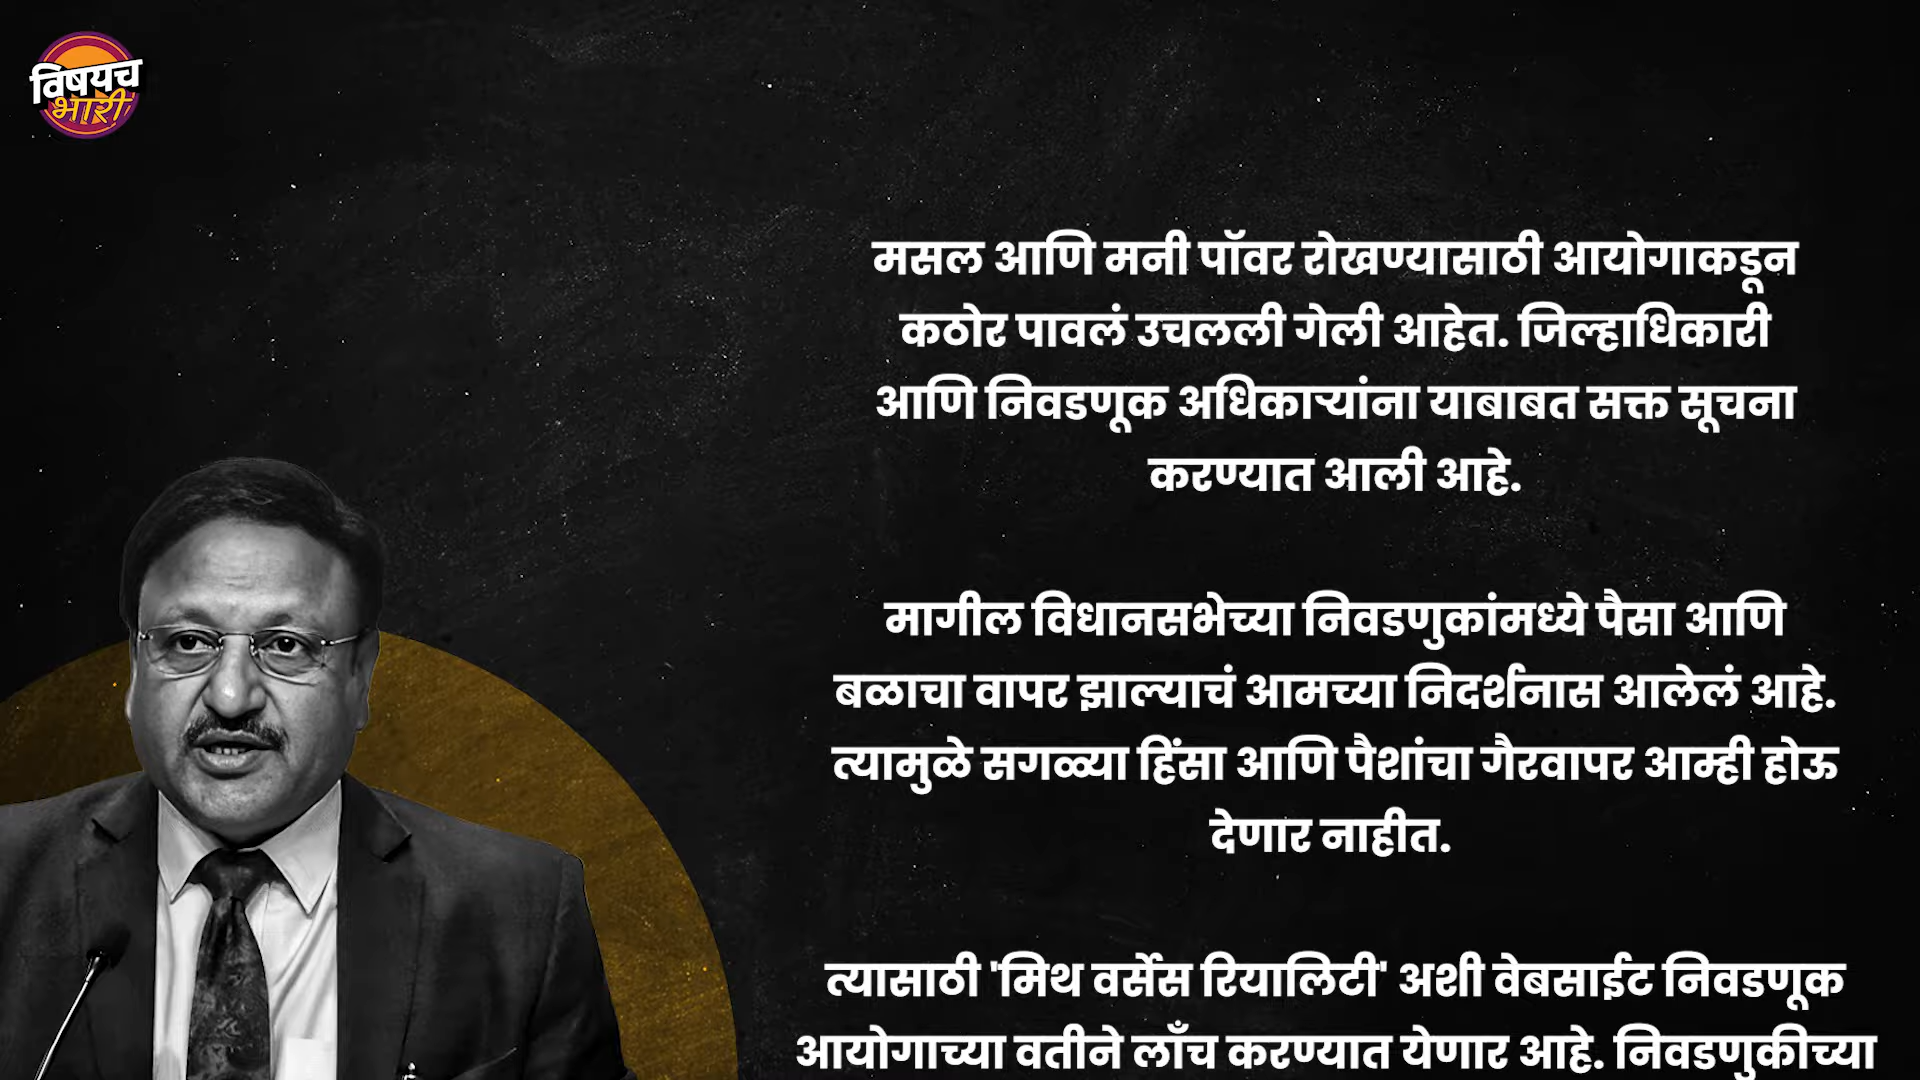 विषयच
भारी
मसल आणि मनी पॉवर रोखण्यासाठी आयोगाकडून
कठोर पावलं उचलली गेली आहेत. जिल्हाधिकारी
आणि निवडणूक अधिकाऱ्यांना याबाबत सक्त सूचना
करण्यात आली आहे.
मागील विधानसभेच्या निवडणुकांमध्ये पैसा आणि
बळाचा वापर झाल्याचं आमच्या निदर्शनास आलेलं आहे.
त्यामुळे सगळ्या हिंसा आणि पैशांचा गैरवापर आम्ही होऊ
देणार नाहीत.
त्यासाठी 'मिथ वर्सेस रियालिटी' अशी वेबसाईट निवडणूक
आयोगाच्या वतीने लाँच करण्यात येणार आहे. निवडणुकीच्या